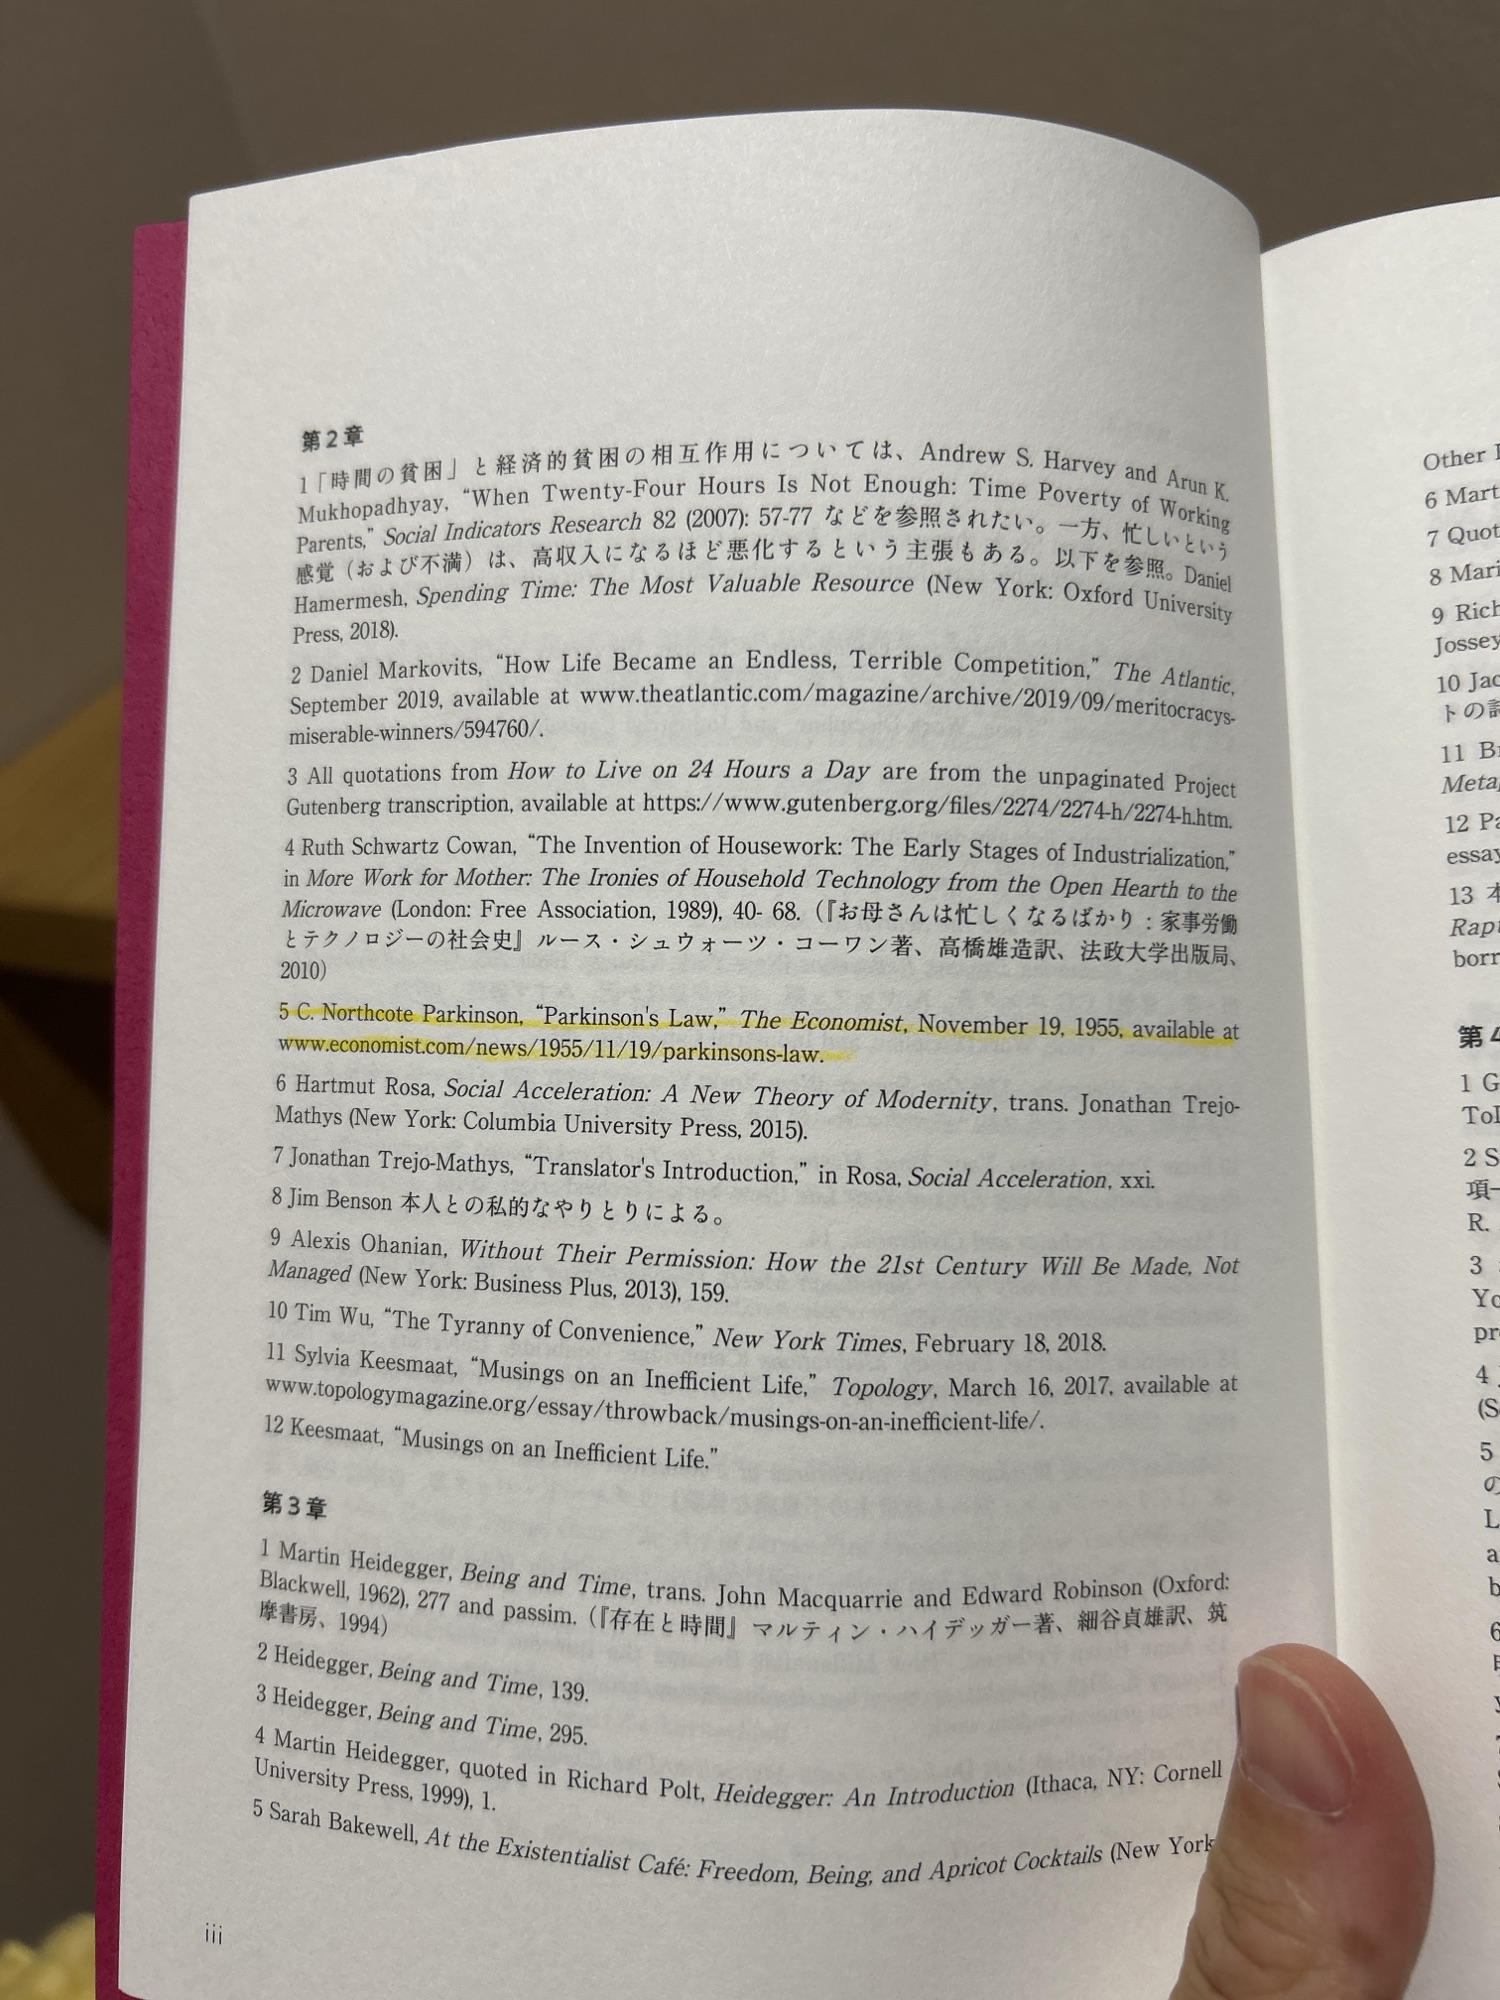 第2章
1「時間の貧困」と経済的貧困の相互作用については、Andrew S. Harvey and Arun K.
Mukhopadhyay, “When Twenty-Four Hours Is Not Enough: Time Poverty of Working
Parents,” Social Indicators Research 82 (2007): 57-77 などを参照されたい。一方、忙しいという
感覚（および不満）は、高収入になるほど悪化するという主張もある。以下を参照。Daniel
Hamermesh, Spending Time: The Most Valuable Resource (New York: Oxford University
Press, 2018).
2 Daniel Markovits, “How Life Became an Endless, Terrible Competition,” The Atlantic,
September 2019, available at www.theatlantic.com/magazine/archive/2019/09/meritocracys-
miserable-winners/594760/.
3 All quotations from How to Live on 24 Hours a Day are from the unpaginated Project
Gutenberg transcription, available at https://www.gutenberg.org/files/2274/2274-h/2274-h.htm.
4 Ruth Schwartz Cowan, “The Invention of Housework: The Early Stages of Industrialization,”
in More Work for Mother: The Ironies of Household Technology from the Open Hearth to the
Microwave (London: Free Association, 1989), 40- 68.（『お母さんは忙しくなるばかり：家事労働
とテクノロジーの社会史』ルース・シュウォーツ・コーワン著、高橋雄造訳、法政大学出版局、
2010）
5 C. Northcote Parkinson, “Parkinson's Law,” The Economist, November 19, 1955, available at
www.economist.com/news/1955/11/19/parkinsons-law.
6 Hartmut Rosa, Social Acceleration: A New Theory of Modernity, trans. Jonathan Trejo-
Mathys (New York: Columbia University Press, 2015).
7 Jonathan Trejo-Mathys, “Translator's Introduction,” in Rosa, Social Acceleration, xxi.
8 Jim Benson 本人との私的なやりとりによる。
9 Alexis Ohanian, Without Their Permission: How the 21st Century Will Be Made, Not
Managed (New York: Business Plus, 2013), 159.
10 Tim Wu, “The Tyranny of Convenience,” New York Times, February 18, 2018.
11 Sylvia Keesmaat, “Musings on an Inefficient Life,” Topology, March 16, 2017, available at
www.topologymagazine.org/essay/throwback/musings-on-an-inefficient-life/.
12 Keesmaat, “Musings on an Inefficient Life.”
第3章
1 Martin Heidegger, Being and Time, trans. John Macquarrie and Edward Robinson (Oxford:
Blackwell, 1962), 277 and passim.（『存在と時間』マルティン・ハイデッガー著、細谷貞雄訳、筑
摩書房、1994）
2 Heidegger, Being and Time, 139.
3 Heidegger, Being and Time, 295.
4 Martin Heidegger, quoted in Richard Polt, Heidegger: An Introduction (Ithaca, NY: Cornell
University Press, 1999), 1.
5 Sarah Bakewell, At the Existentialist Café: Freedom, Being, and Apricot Cocktails (New York
iii
Other
6
7
8
9
Jossey
10
トの
11
12
essay
13
第
1
2
項
R.
3
4
5
の
6